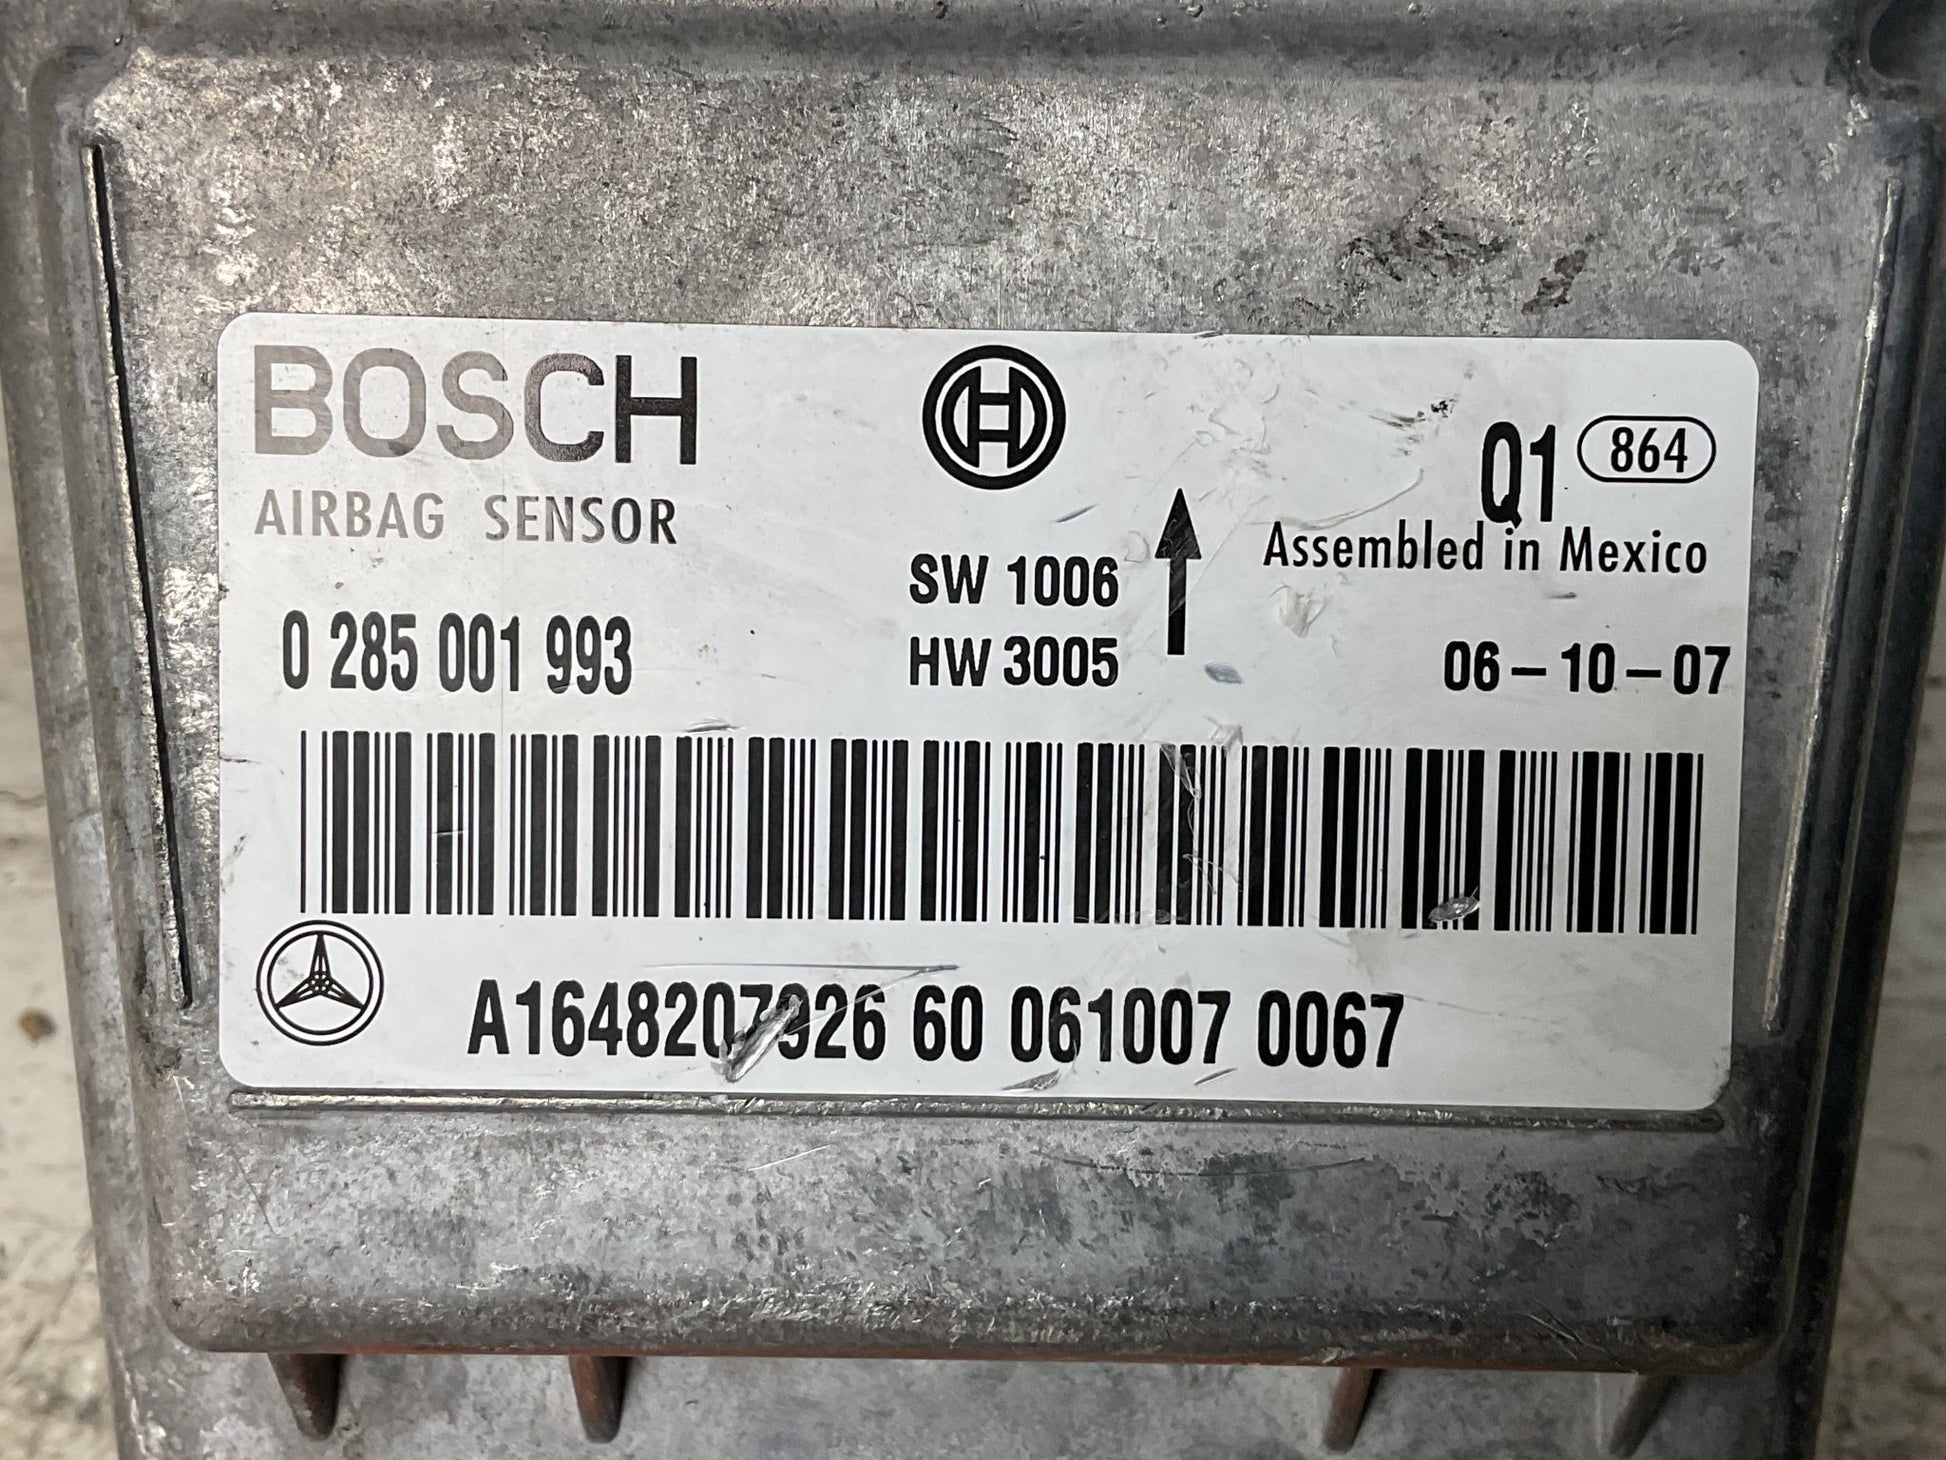 BOSCH
AIRBAG SENSOR
Q1 864
Assembled in Mexico
SW 1006
HW 3005
0 285 001 993
06-10-07
A1648207926 60 061007 0067